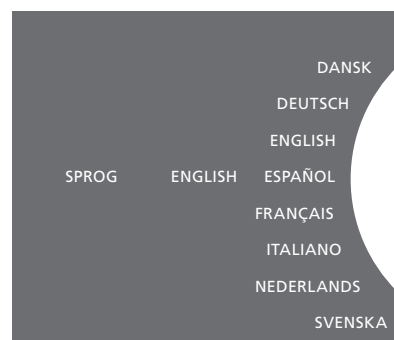 DANSK
DEUTSCH
ENGLISH
SPROG ENGLISH ESPAÑOL
FRANÇAIS
ITALIANO
NEDERLANDS
SVENSKA